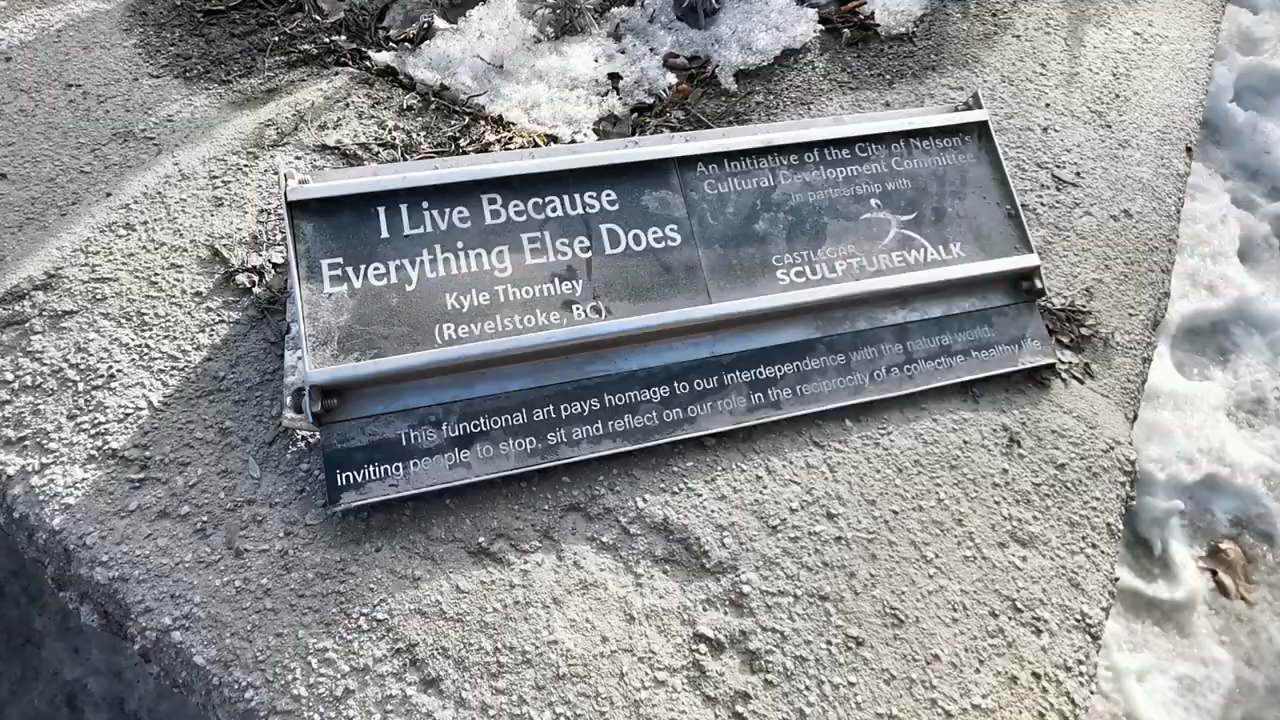 I Live Because
Everything Else Does
Kyle Thornley
(Revelstoke, BC)
An Initiative of the City of Nelson's
Cultural Development Committee
in partnership with
CASTLEGAR
SCULPTUREWALK
This functional art pays homage to our interdependence with the natural world,
inviting people to stop, sit and reflect on our role in the reciprocity of a collective, healthy life.